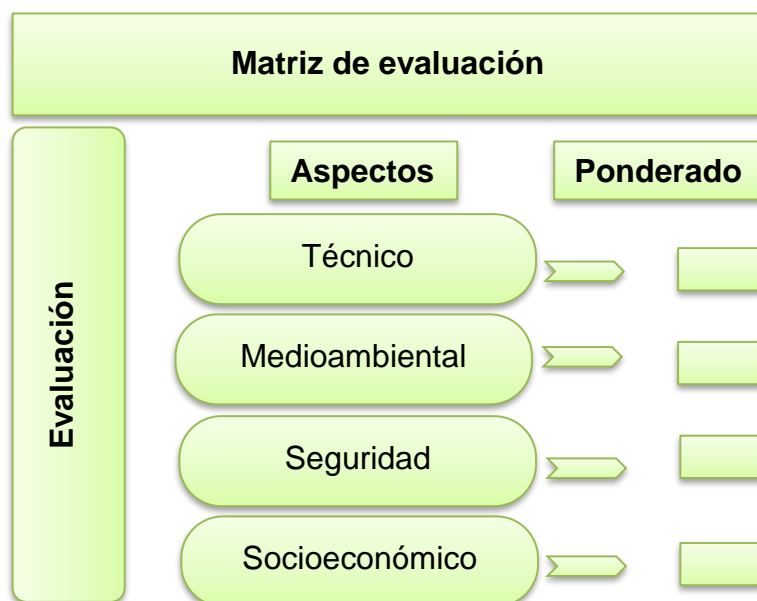 Matriz de evaluación
Aspectos
Ponderado
Evaluación
Técnico
Medioambiental
Seguridad
Socioeconómico